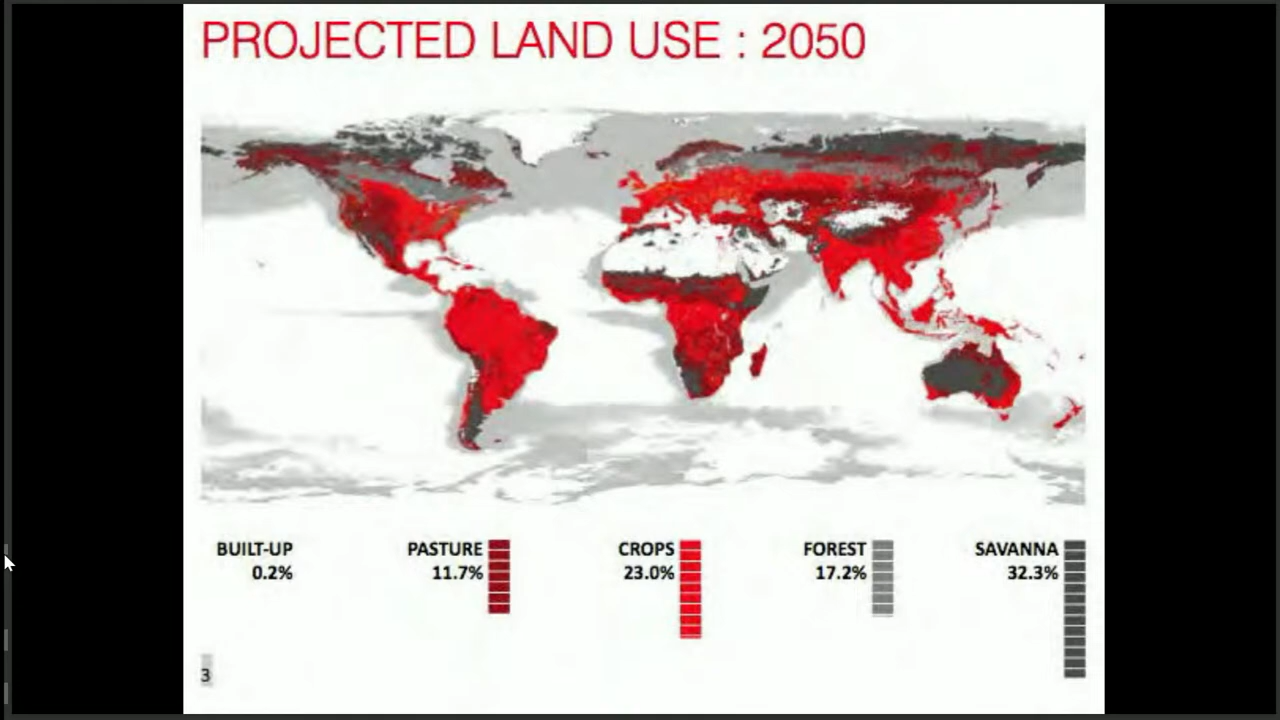 PROJECTED LAND USE : 2050
BUILT-UP
0.2%
PASTURE
11.7%
CROPS
23.0%
FOREST
17.2%
SAVANNA
32.3%
3